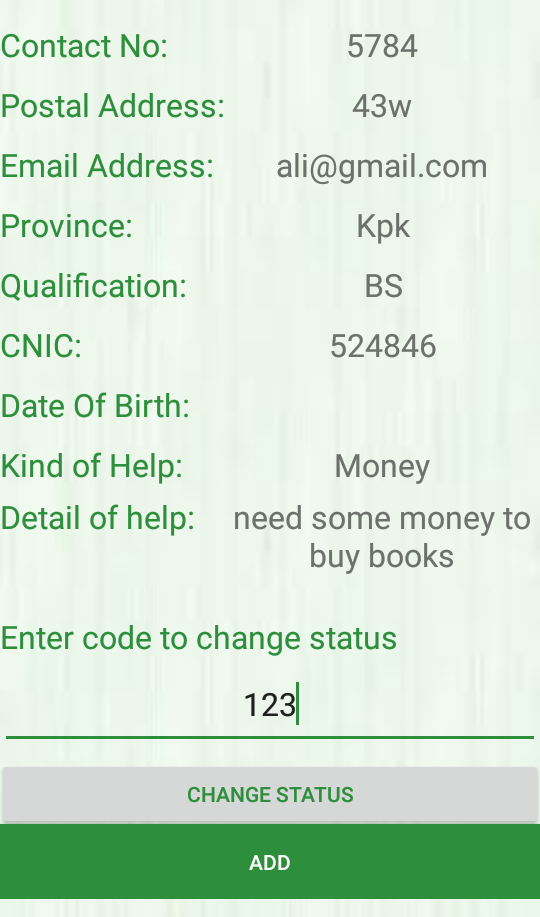 Contact No: 5784
Postal Address: 43w
Email Address: ali@gmail.com
Province: Kpk
Qualification: BS
CNIC: 524846
Date Of Birth:
Kind of Help: Money
Detail of help: need some money to
buy books
Enter code to change status
123
CHANGE STATUS
ADD